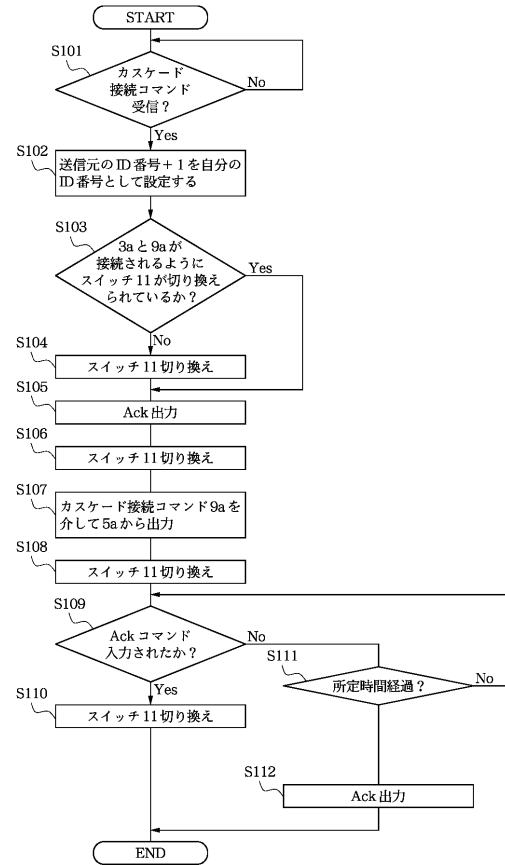 START
S101
カスケード
接続コマンド
受信？
No
Yes
S102
送信元のID番号＋1を自分の
ID番号として設定する
S103
3aと9aが
接続されるように
スイッチ11が切り換え
られているか？
Yes
No
S104
スイッチ11切り換え
S105
Ack出力
S106
スイッチ11切り換え
S107
カスケード接続コマンド9aを
介して5aから出力
S108
スイッチ11切り換え
S109
Ackコマンド
入力されたか？
No
Yes
S111
所定時間経過？
No
S110
スイッチ11切り換え
S112
Ack出力
END